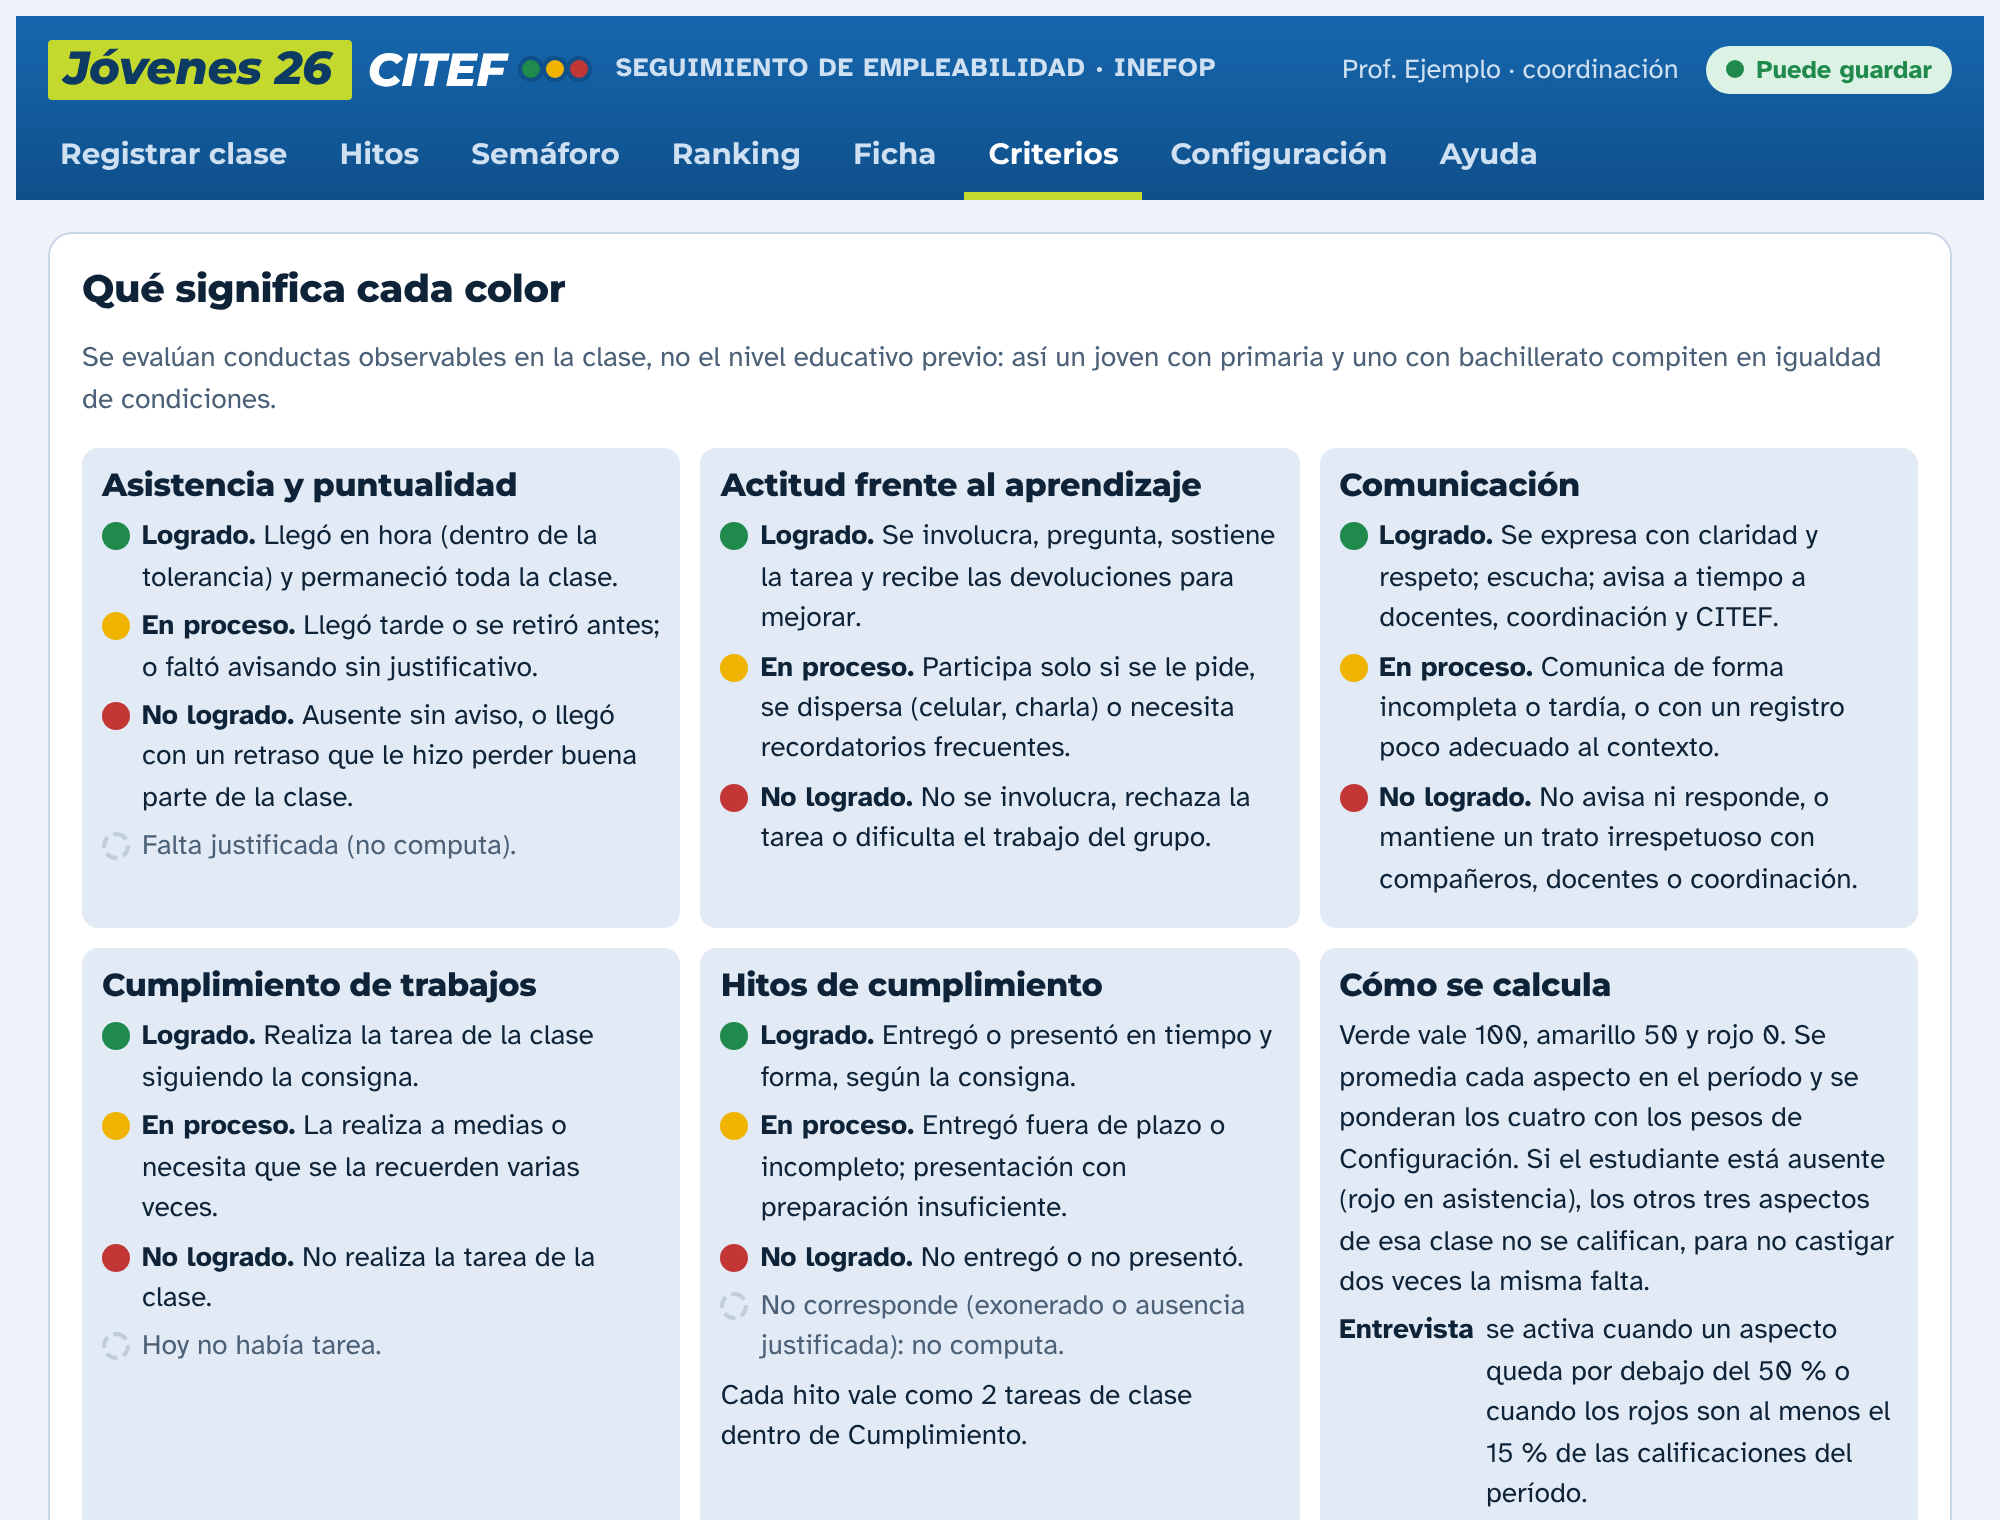 Jóvenes 26 CITEF SEGUIMIENTO DE EMPLEABILIDAD · INEFOP Prof. Ejemplo · coordinación Puede guardar
Registrar clase Hitos Semáforo Ranking Ficha Criterios Configuración Ayuda
Qué significa cada color
Se evalúan conductas observables en la clase, no el nivel educativo previo: así un joven con primaria y uno con bachillerato compiten en igualdad
de condiciones.
Asistencia y puntualidad
Logrado. Llegó en hora (dentro de la
tolerancia) y permaneció toda la clase.
En proceso. Llegó tarde o se retiró antes;
o faltó avisando sin justificativo.
No logrado. Ausente sin aviso, o llegó
con un retraso que le hizo perder buena
parte de la clase.
Falta justificada (no computa).
Actitud frente al aprendizaje
Logrado. Se involucra, pregunta, sostiene
la tarea y recibe las devoluciones para
mejorar.
En proceso. Participa solo si se le pide,
se dispersa (celular, charla) o necesita
recordatorios frecuentes.
No logrado. No se involucra, rechaza la
tarea o dificulta el trabajo del grupo.
Comunicación
Logrado. Se expresa con claridad y
respeto; escucha; avisa a tiempo a
docentes, coordinación y CITEF.
En proceso. Comunica de forma
incompleta o tardía, o con un registro
poco adecuado al contexto.
No logrado. No avisa ni responde, o
mantiene un trato irrespetuoso con
compañeros, docentes o coordinación.
Cumplimiento de trabajos
Logrado. Realiza la tarea de la clase
siguiendo la consigna.
En proceso. La realiza a medias o
necesita que se la recuerden varias
veces.
No logrado. No realiza la tarea de la
clase.
Hoy no había tarea.
Hitos de cumplimiento
Logrado. Entregó o presentó en tiempo y
forma, según la consigna.
En proceso. Entregó fuera de plazo o
incompleto; presentación con
preparación insuficiente.
No logrado. No entregó o no presentó.
No corresponde (exonerado o ausencia
justificada): no computa.
Cada hito vale como 2 tareas de clase
dentro de Cumplimiento.
Cómo se calcula
Verde vale 100, amarillo 50 y rojo 0. Se
promedia cada aspecto en el período y se
ponderan los cuatro con los pesos de
Configuración. Si el estudiante está ausente
(rojo en asistencia), los otros tres aspectos
de esa clase no se califican, para no castigar
dos veces la misma falta.
Entrevista se activa cuando un aspecto
queda por debajo del 50 % o
cuando los rojos son al menos el
15 % de las calificaciones del
período.